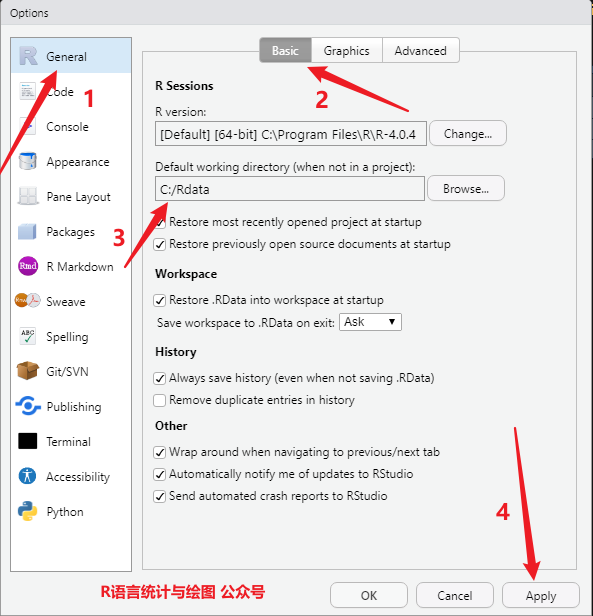 Options
General
Code
Console
Appearance
Pane Layout
Packages
R Markdown
Sweave
Spelling
Git/SVN
Publishing
Terminal
Accessibility
Python
Basic
Graphics
Advanced
R Sessions
R version:
[Default] [64-bit] C:\Program Files\R\R-4.0.4
Change...
Default working directory (when not in a project):
C:/Rdata
Browse...
Restore most recently opened project at startup
Restore previously open source documents at startup
Workspace
Restore .RData into workspace at startup
Save workspace to .RData on exit: Ask
History
Always save history (even when not saving .RData)
Remove duplicate entries in history
Other
Wrap around when navigating to previous/next tab
Automatically notify me of updates to RStudio
Send automated crash reports to RStudio
1
2
3
4
R语言统计与绘图 公众号
OK
Cancel
Apply